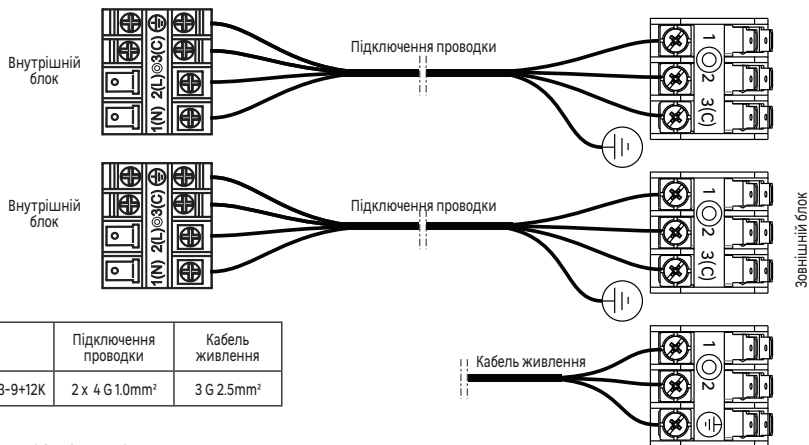 Внутрішній
блок
1(N) 2(L) 3(C)
Підключення проводки
1 2 3(C)
Внутрішній
блок
1(N) 2(L) 3(C)
Підключення проводки
1 2 3(C)
Зовнішній блок
Підключення
проводки
Кабель
живлення
3-9+12K
2 x 4 G 1.0mm²
3 G 2.5mm²
Кабель живлення
1 2